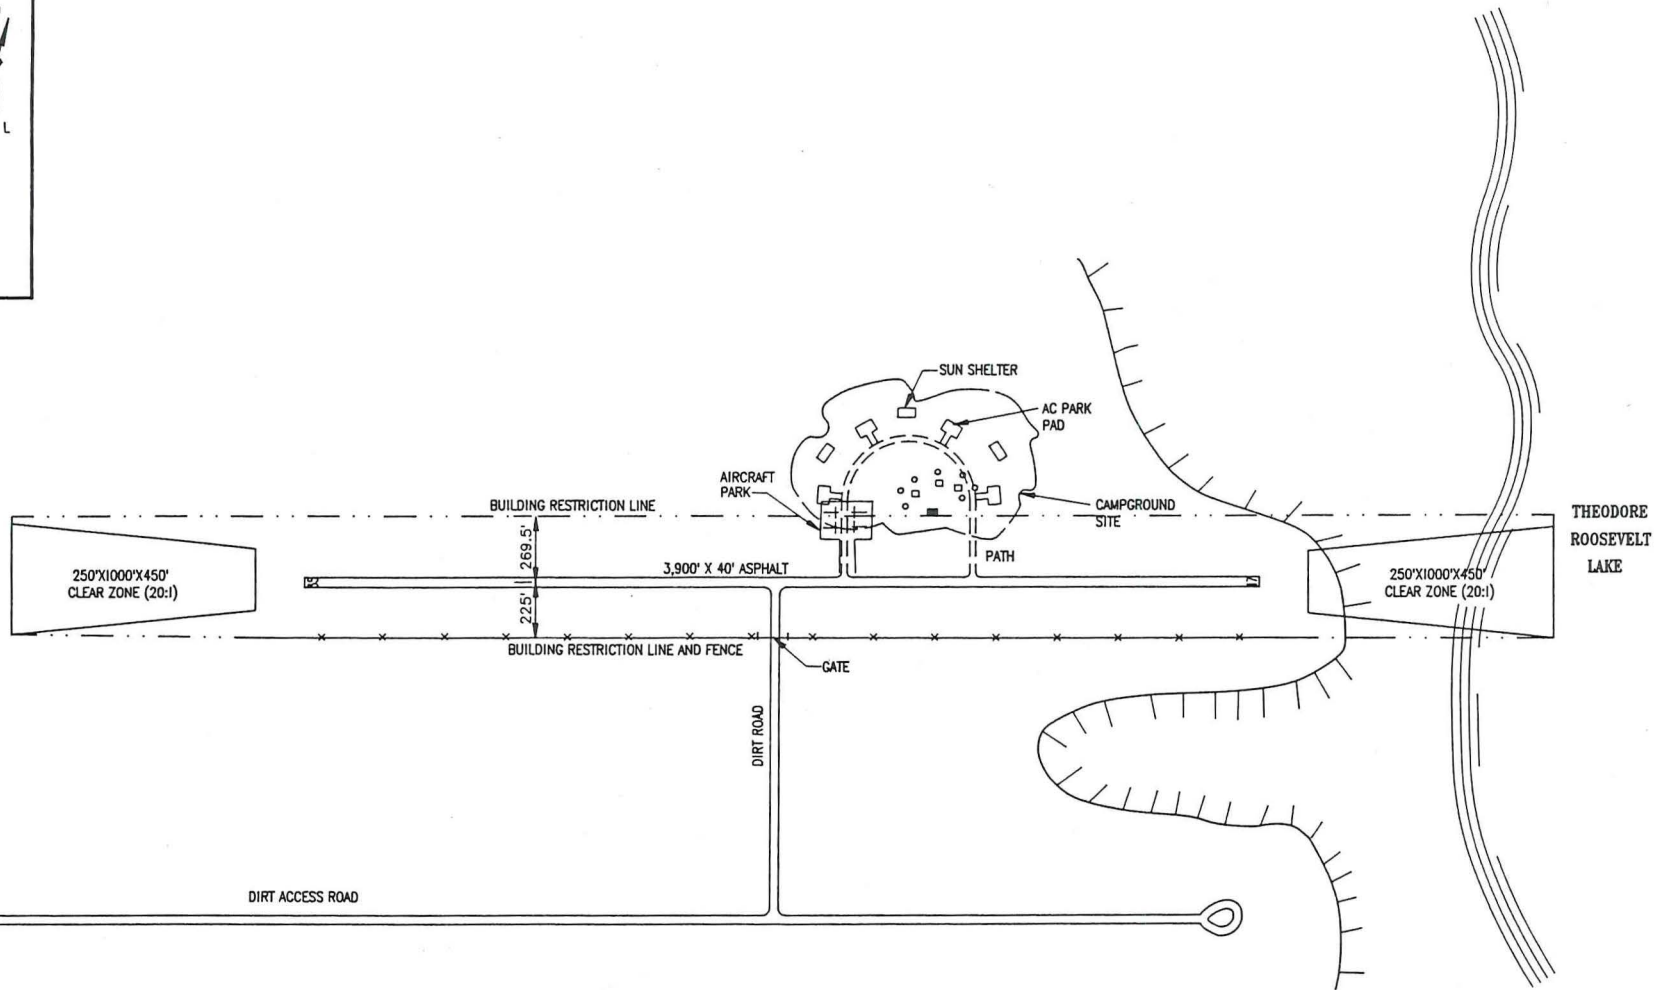 L
SUN SHELTER
AC PARK
PAD
AIRCRAFT
PARK
BUILDING RESTRICTION LINE
CAMPGROUND
SITE
THEODORE
ROOSEVELT
LAKE
269.5'
PATH
3,900' X 40' ASPHALT
250'X1000'X450'
CLEAR ZONE (20:1)
250'X1000'X450'
CLEAR ZONE (20:1)
17
225'
BUILDING RESTRICTION LINE AND FENCE
GATE
DIRT ROAD
DIRT ACCESS ROAD